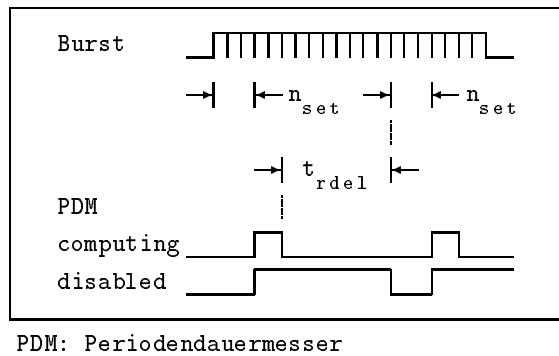 Burst
n set n set
t rdel
PDM
computing
disabled
PDM: Periodendauermesser